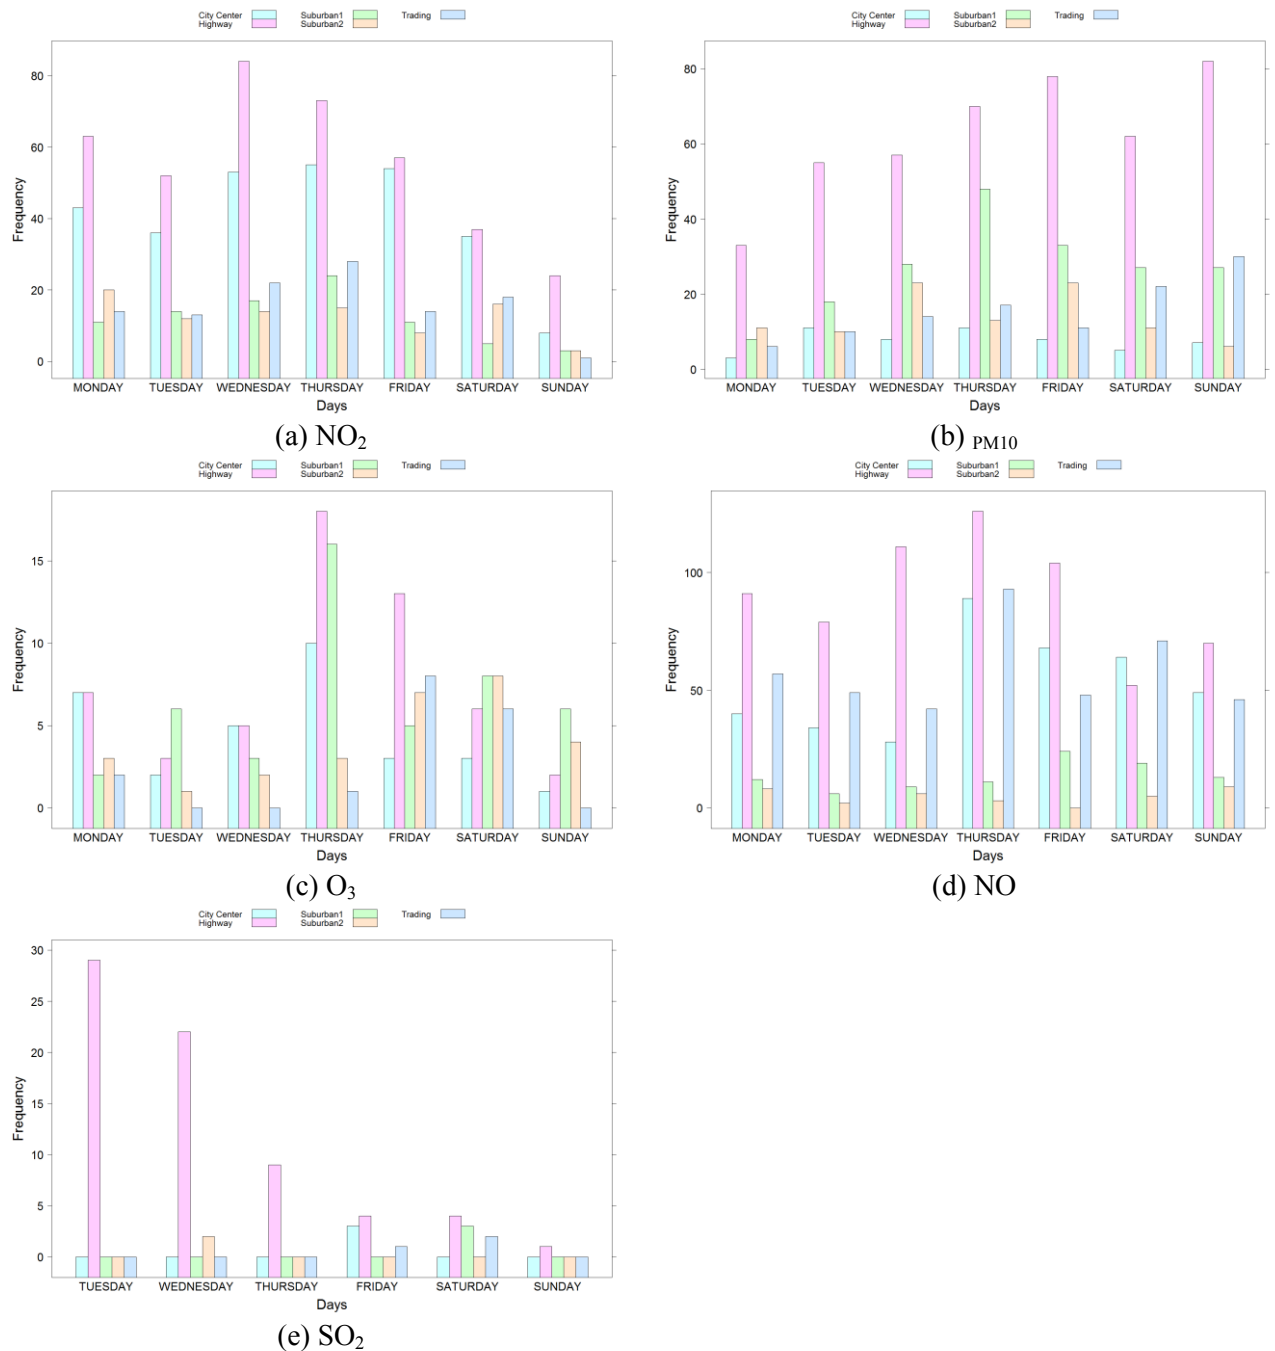 City Center Suburban1 Trading
Highway Suburban2
80
60
40
20
0
Frequency
MONDAY TUESDAY WEDNESDAY THURSDAY FRIDAY SATURDAY SUNDAY
Days
(a) NO₂
City Center Suburban1 Trading
Highway Suburban2
80
60
40
20
0
Frequency
MONDAY TUESDAY WEDNESDAY THURSDAY FRIDAY SATURDAY SUNDAY
Days
(b) PM10
City Center Suburban1 Trading
Highway Suburban2
15
10
5
0
Frequency
MONDAY TUESDAY WEDNESDAY THURSDAY FRIDAY SATURDAY SUNDAY
Days
(c) O₃
City Center Suburban1 Trading
Highway Suburban2
100
50
0
Frequency
MONDAY TUESDAY WEDNESDAY THURSDAY FRIDAY SATURDAY SUNDAY
Days
(d) NO
City Center Suburban1 Trading
Highway Suburban2
30
25
20
15
10
5
0
Frequency
TUESDAY WEDNESDAY THURSDAY FRIDAY SATURDAY SUNDAY
Days
(e) SO₂